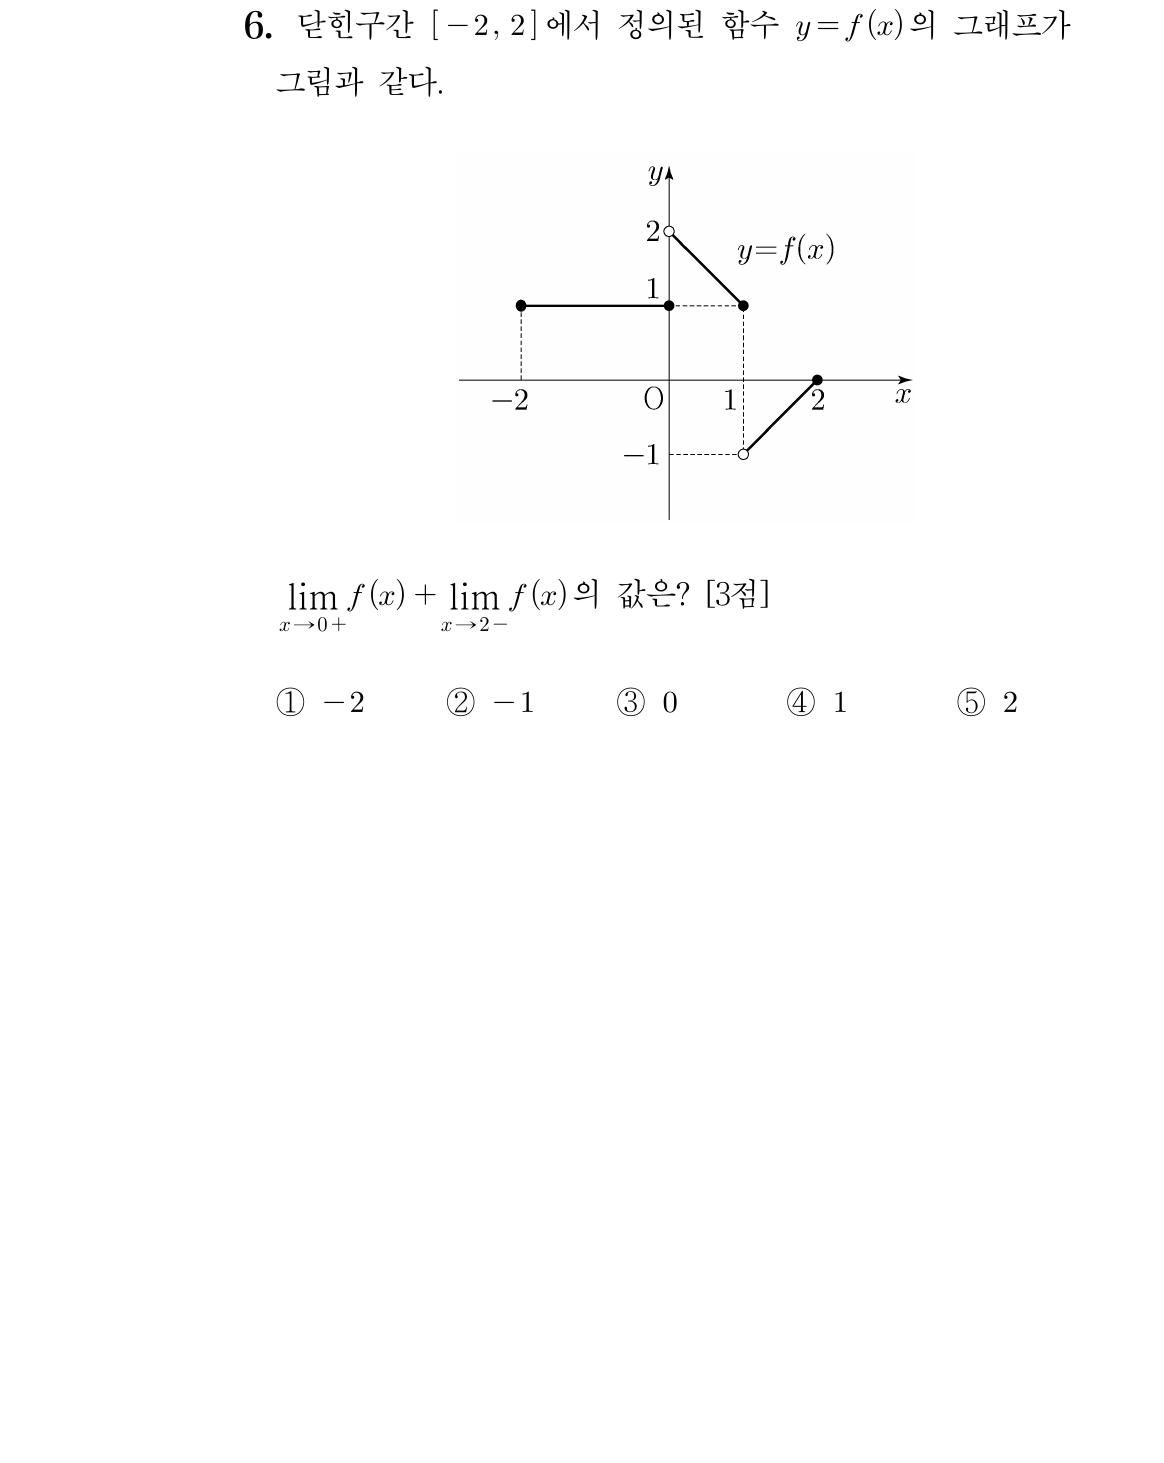 6. 닫힌구간 [−2, 2]에서 정의된 함수 y=f(x)의 그래프가
그림과 같다.
y
2
y=f(x)
1
−2
O
1
2
x
−1
lim f(x) + lim f(x)의 값은? [3점]
x→0+ x→2−
① −2 ② −1 ③ 0 ④ 1 ⑤ 2